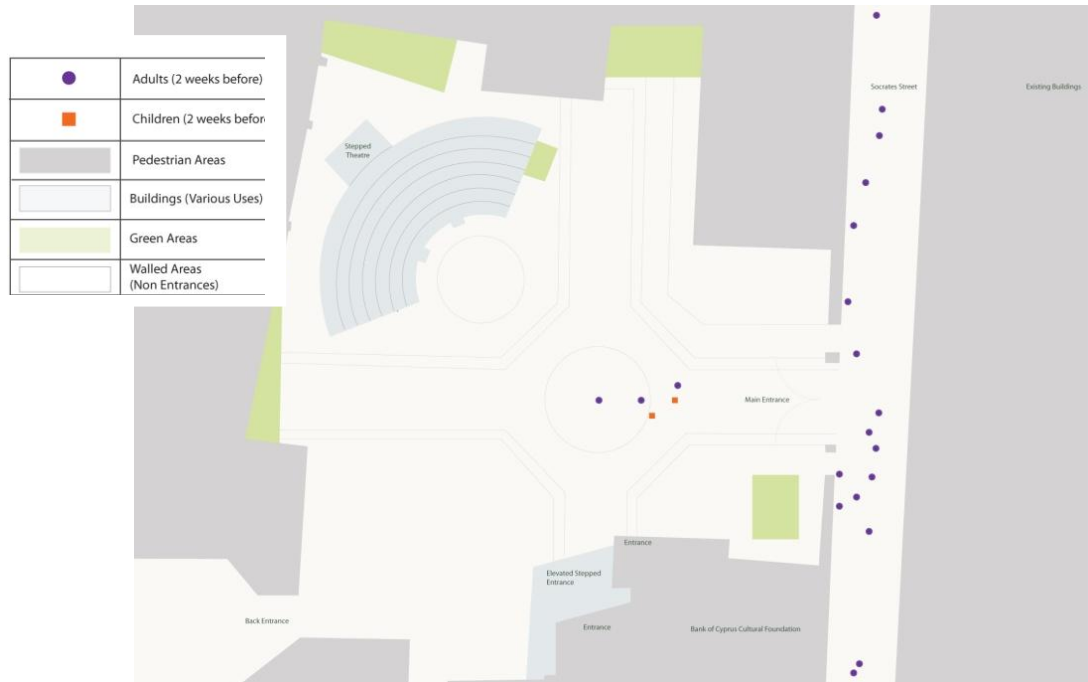 Adults (2 weeks before)
Children (2 weeks befor
Pedestrian Areas
Buildings (Various Uses)
Green Areas
Walled Areas
(Non Entrances)
Socrates Street
Existing Buildings
Stepped
Theatre
Main Entrance
Entrance
Elevated Stepped
Entrance
Back Entrance
Entrance
Bank of Cyprus Cultural Foundation